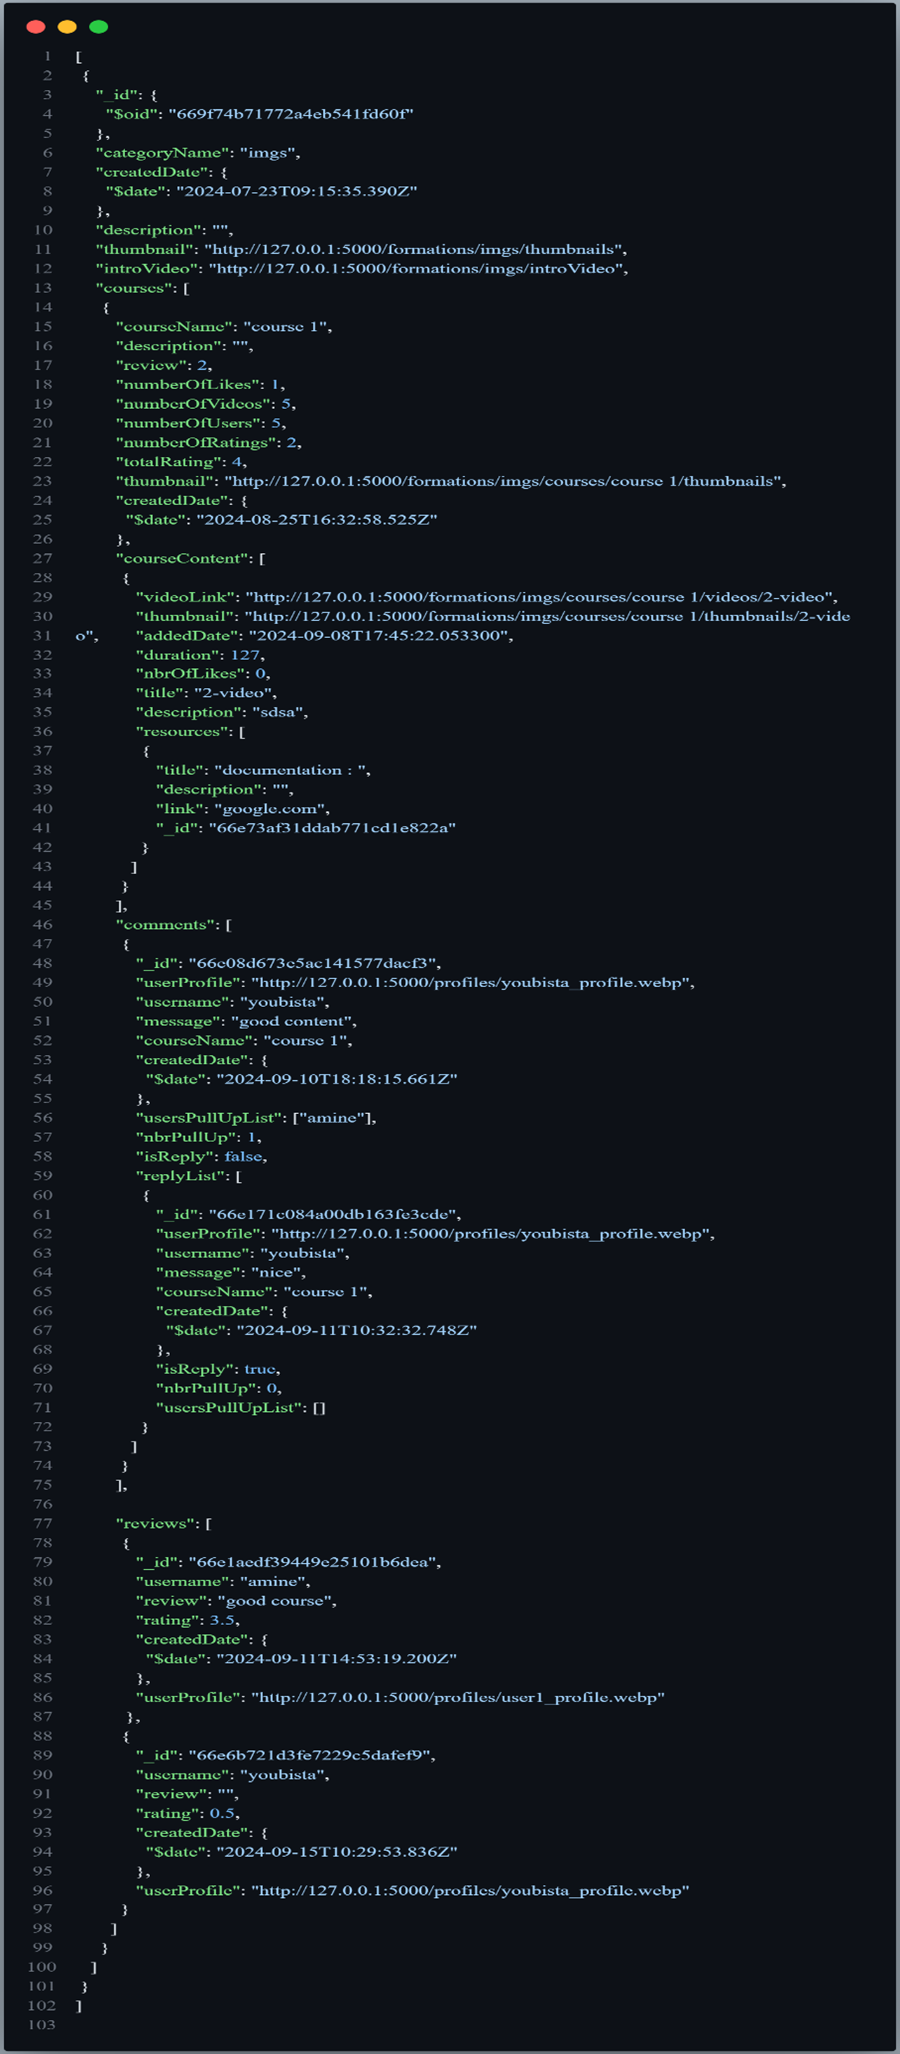 1 [
2 {
3 "_id": {
4 "$oid": "669f74b71772a4eb541fd60f"
5 },
6 "categoryName": "imgs",
7 "createdDate": {
8 "$date": "2024-07-23T09:15:35.390Z"
9 },
10 "description": "",
11 "thumbnail": "http://127.0.0.1:5000/formations/imgs/thumbnails",
12 "introVideo": "http://127.0.0.1:5000/formations/imgs/introVideo",
13 "courses": [
14 {
15 "courseName": "course 1",
16 "description": "",
17 "review": 2,
18 "numberOfLikes": 1,
19 "numberOfVideos": 5,
20 "numberOfUsers": 5,
21 "numberOfRatings": 2,
22 "totalRating": 4,
23 "thumbnail": "http://127.0.0.1:5000/formations/imgs/courses/course 1/thumbnails",
24 "createdDate": {
25 "$date": "2024-08-25T16:32:58.525Z"
26 },
27 "courseContent": [
28 {
29 "videoLink": "http://127.0.0.1:5000/formations/imgs/courses/course 1/videos/2-video",
30 "thumbnail": "http://127.0.0.1:5000/formations/imgs/courses/course 1/thumbnails/2-vide
31 o", "addedDate": "2024-09-08T17:45:22.053300",
32 "duration": 127,
33 "nbrOfLikes": 0,
34 "title": "2-video",
35 "description": "sdsa",
36 "resources": [
37 {
38 "title": "documentation : ",
39 "description": "",
40 "link": "google.com",
41 "_id": "66e73af31ddab771cd1e822a"
42 }
43 ]
44 }
45 ],
46 "comments": [
47 {
48 "_id": "66e08d673e5ac141577dacf3",
49 "userProfile": "http://127.0.0.1:5000/profiles/youbista_profile.webp",
50 "username": "youbista",
51 "message": "good content",
52 "courseName": "course 1",
53 "createdDate": {
54 "$date": "2024-09-10T18:18:15.661Z"
55 },
56 "usersPullUpList": ["amine"],
57 "nbrPullUp": 1,
58 "isReply": false,
59 "replyList": [
60 {
61 "_id": "66e171c084a00db163fe3cde",
62 "userProfile": "http://127.0.0.1:5000/profiles/youbista_profile.webp",
63 "username": "youbista",
64 "message": "nice",
65 "courseName": "course 1",
66 "createdDate": {
67 "$date": "2024-09-11T10:32:32.748Z"
68 },
69 "isReply": true,
70 "nbrPullUp": 0,
71 "usersPullUpList": []
72 }
73 ]
74 }
75 ],
76
77 "reviews": [
78 {
79 "_id": "66e1aedf39449e25101b6dea",
80 "username": "amine",
81 "review": "good course",
82 "rating": 3.5,
83 "createdDate": {
84 "$date": "2024-09-11T14:53:19.200Z"
85 },
86 "userProfile": "http://127.0.0.1:5000/profiles/user1_profile.webp"
87 },
88 {
89 "_id": "66e6b721d3fe7229c5dafef9",
90 "username": "youbista",
91 "review": "",
92 "rating": 0.5,
93 "createdDate": {
94 "$date": "2024-09-15T10:29:53.836Z"
95 },
96 "userProfile": "http://127.0.0.1:5000/profiles/youbista_profile.webp"
97 }
98 ]
99 }
100 ]
101 }
102 ]
103